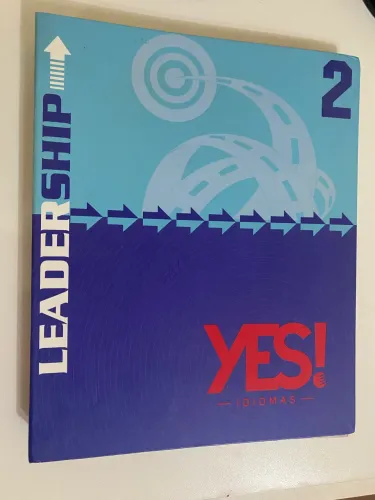 LEADERSHIP
2
YES!
IDIOMAS